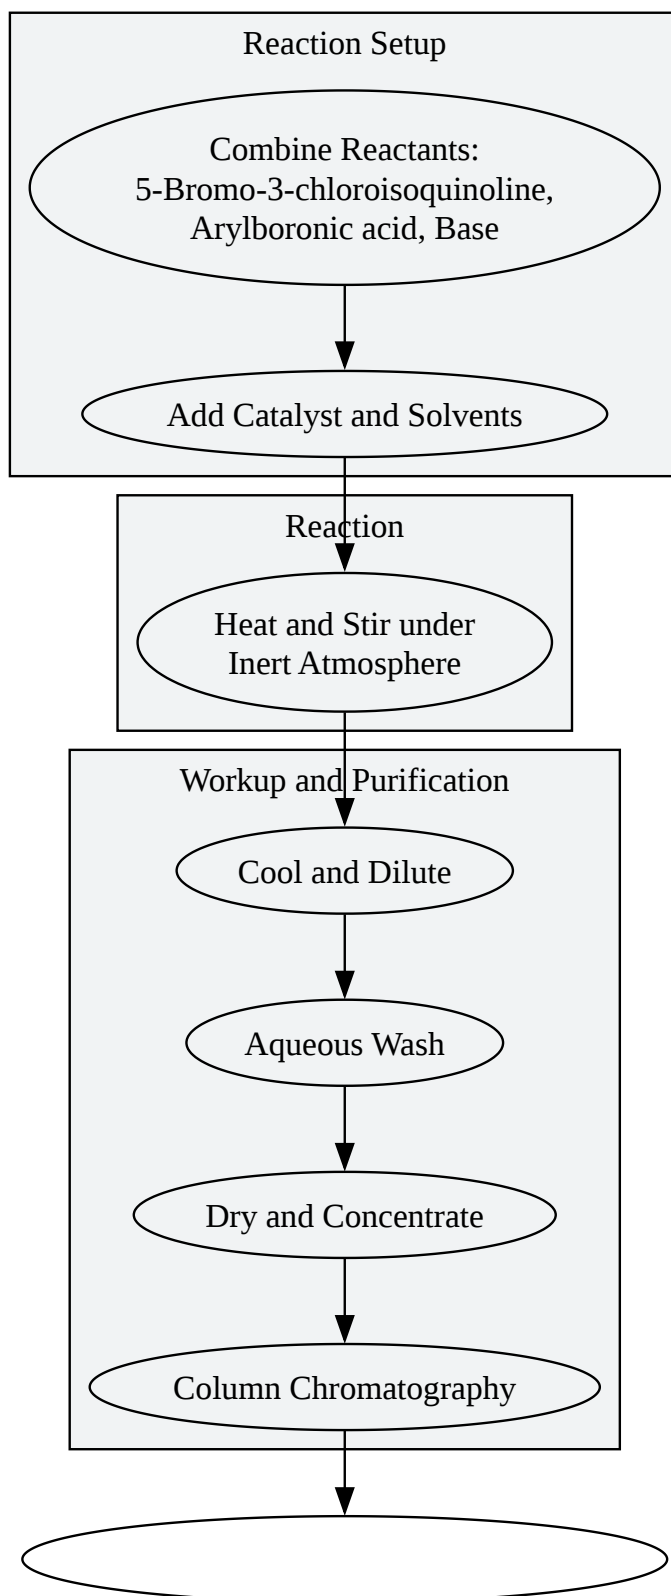 Reaction Setup
Combine Reactants:
5-Bromo-3-chloroisoquinoline,
Arylboronic acid, Base
Add Catalyst and Solvents
Reaction
Heat and Stir under
Inert Atmosphere
Workup and Purification
Cool and Dilute
Aqueous Wash
Dry and Concentrate
Column Chromatography